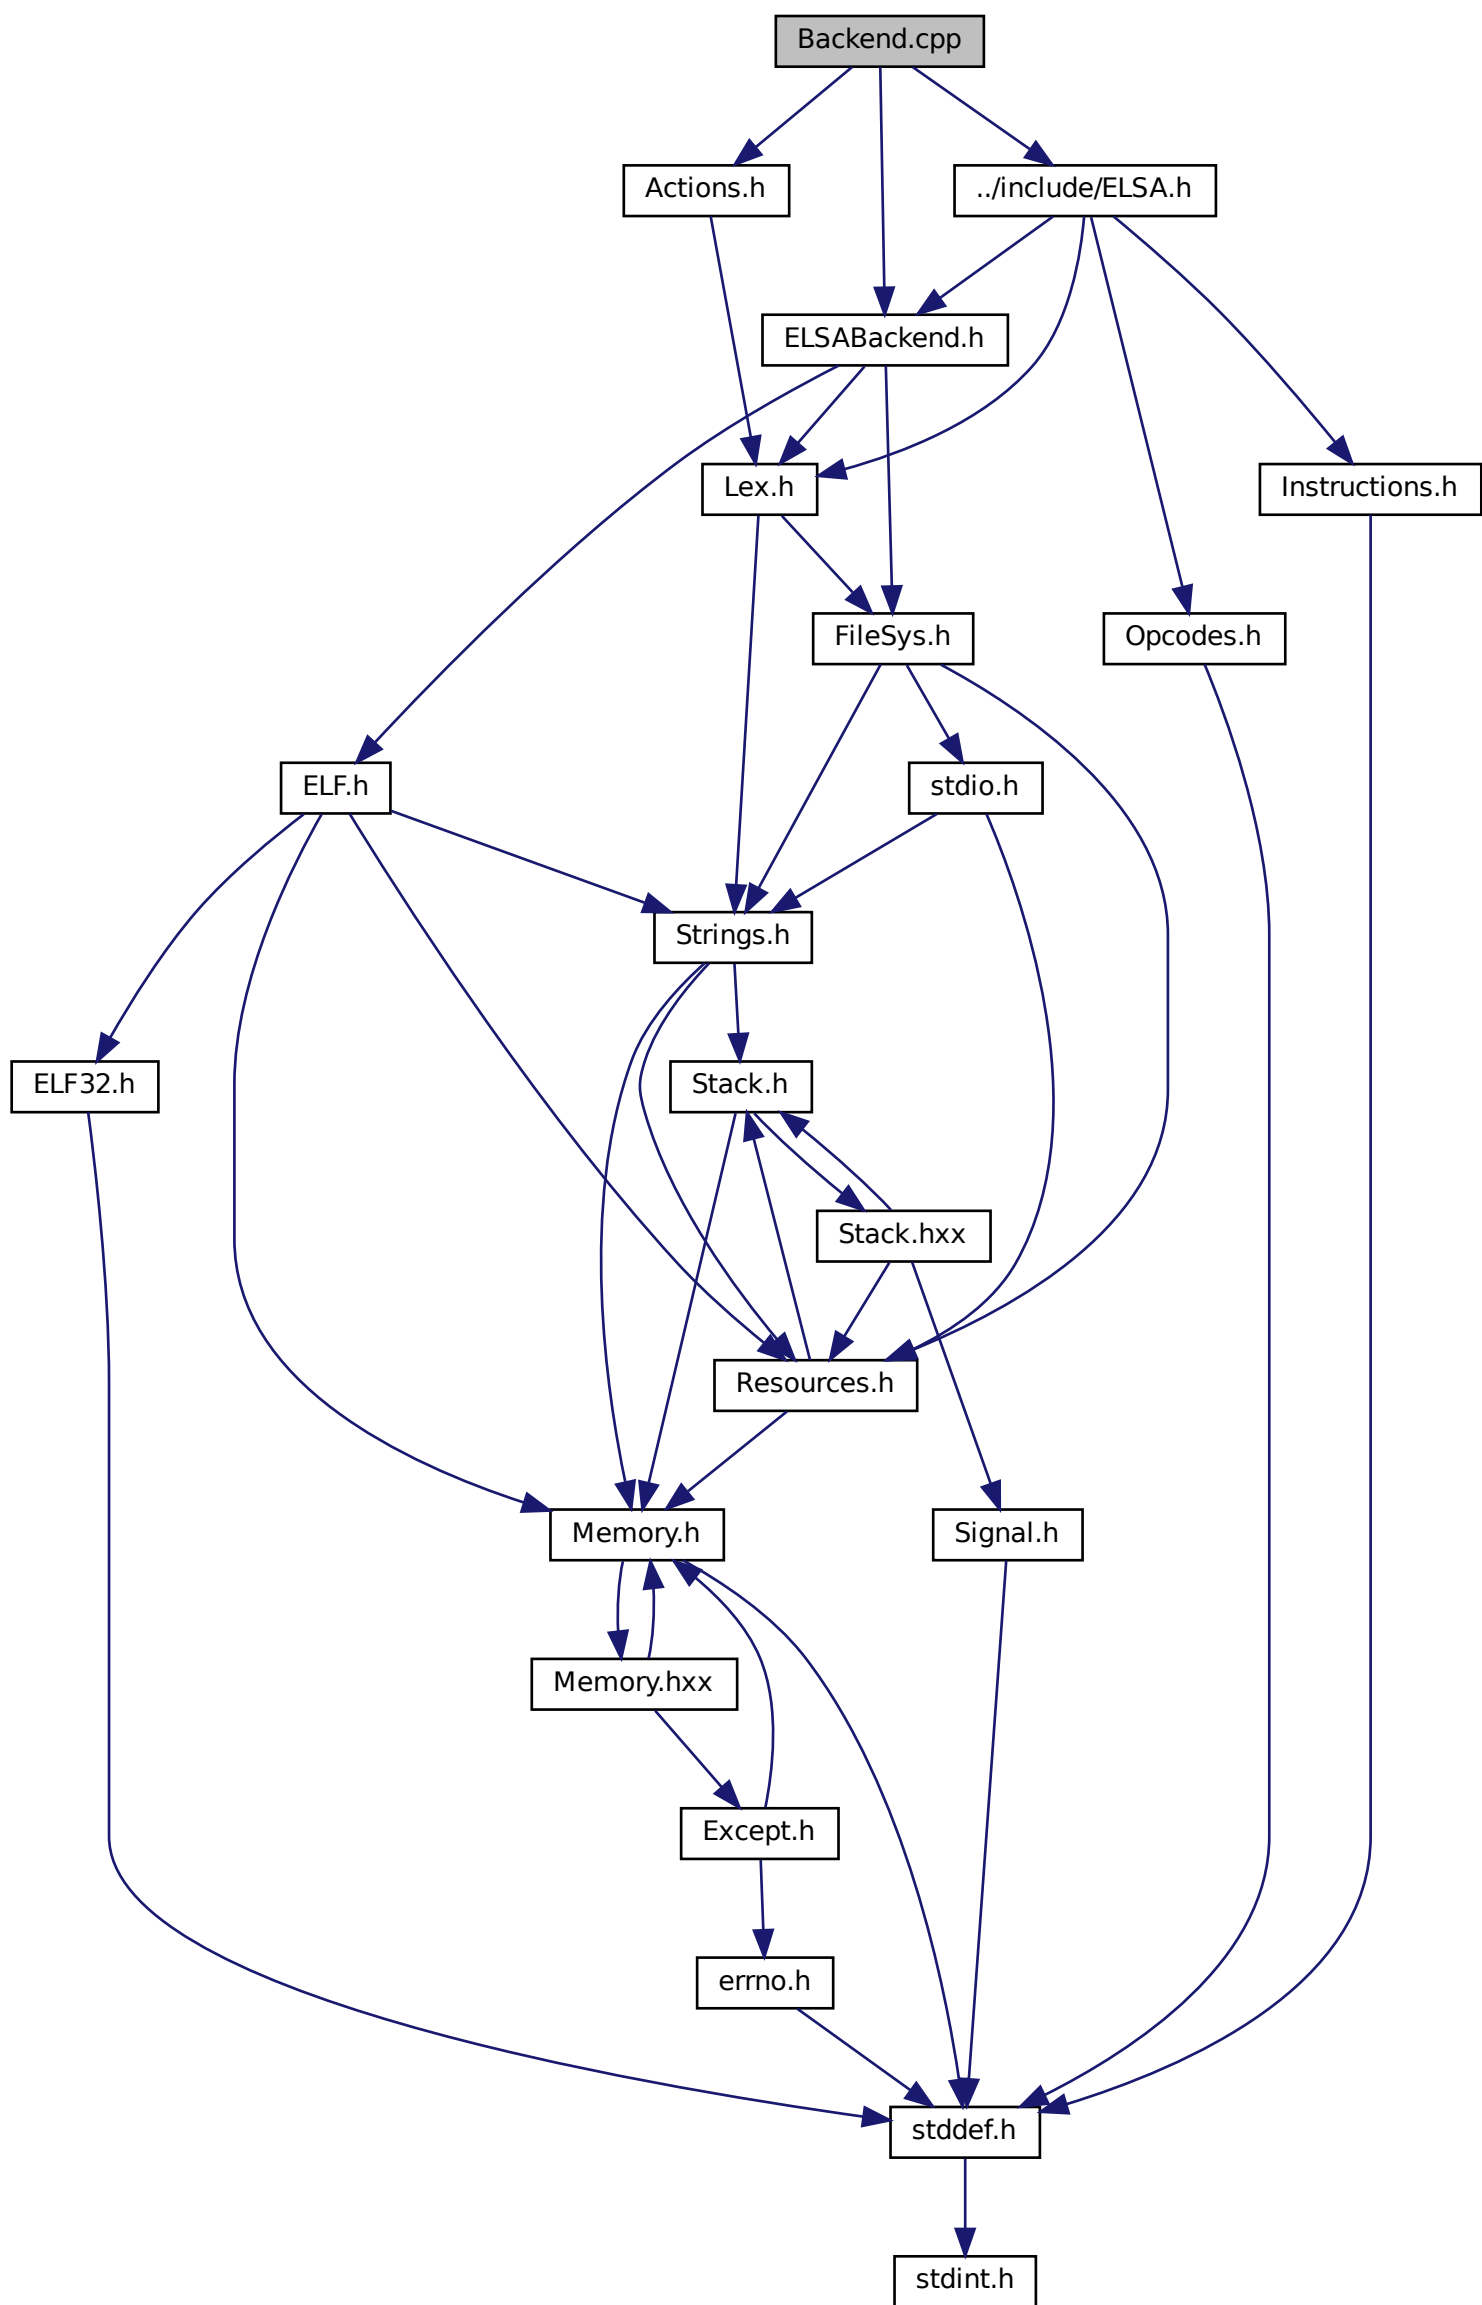 Backend.cpp
Actions.h
../include/ELSA.h
ELSABackend.h
Lex.h
Instructions.h
FileSys.h
Opcodes.h
ELF.h
stdio.h
Strings.h
ELF32.h
Stack.h
Stack.hxx
Resources.h
Memory.h
Signal.h
Memory.hxx
Except.h
errno.h
stddef.h
stdint.h